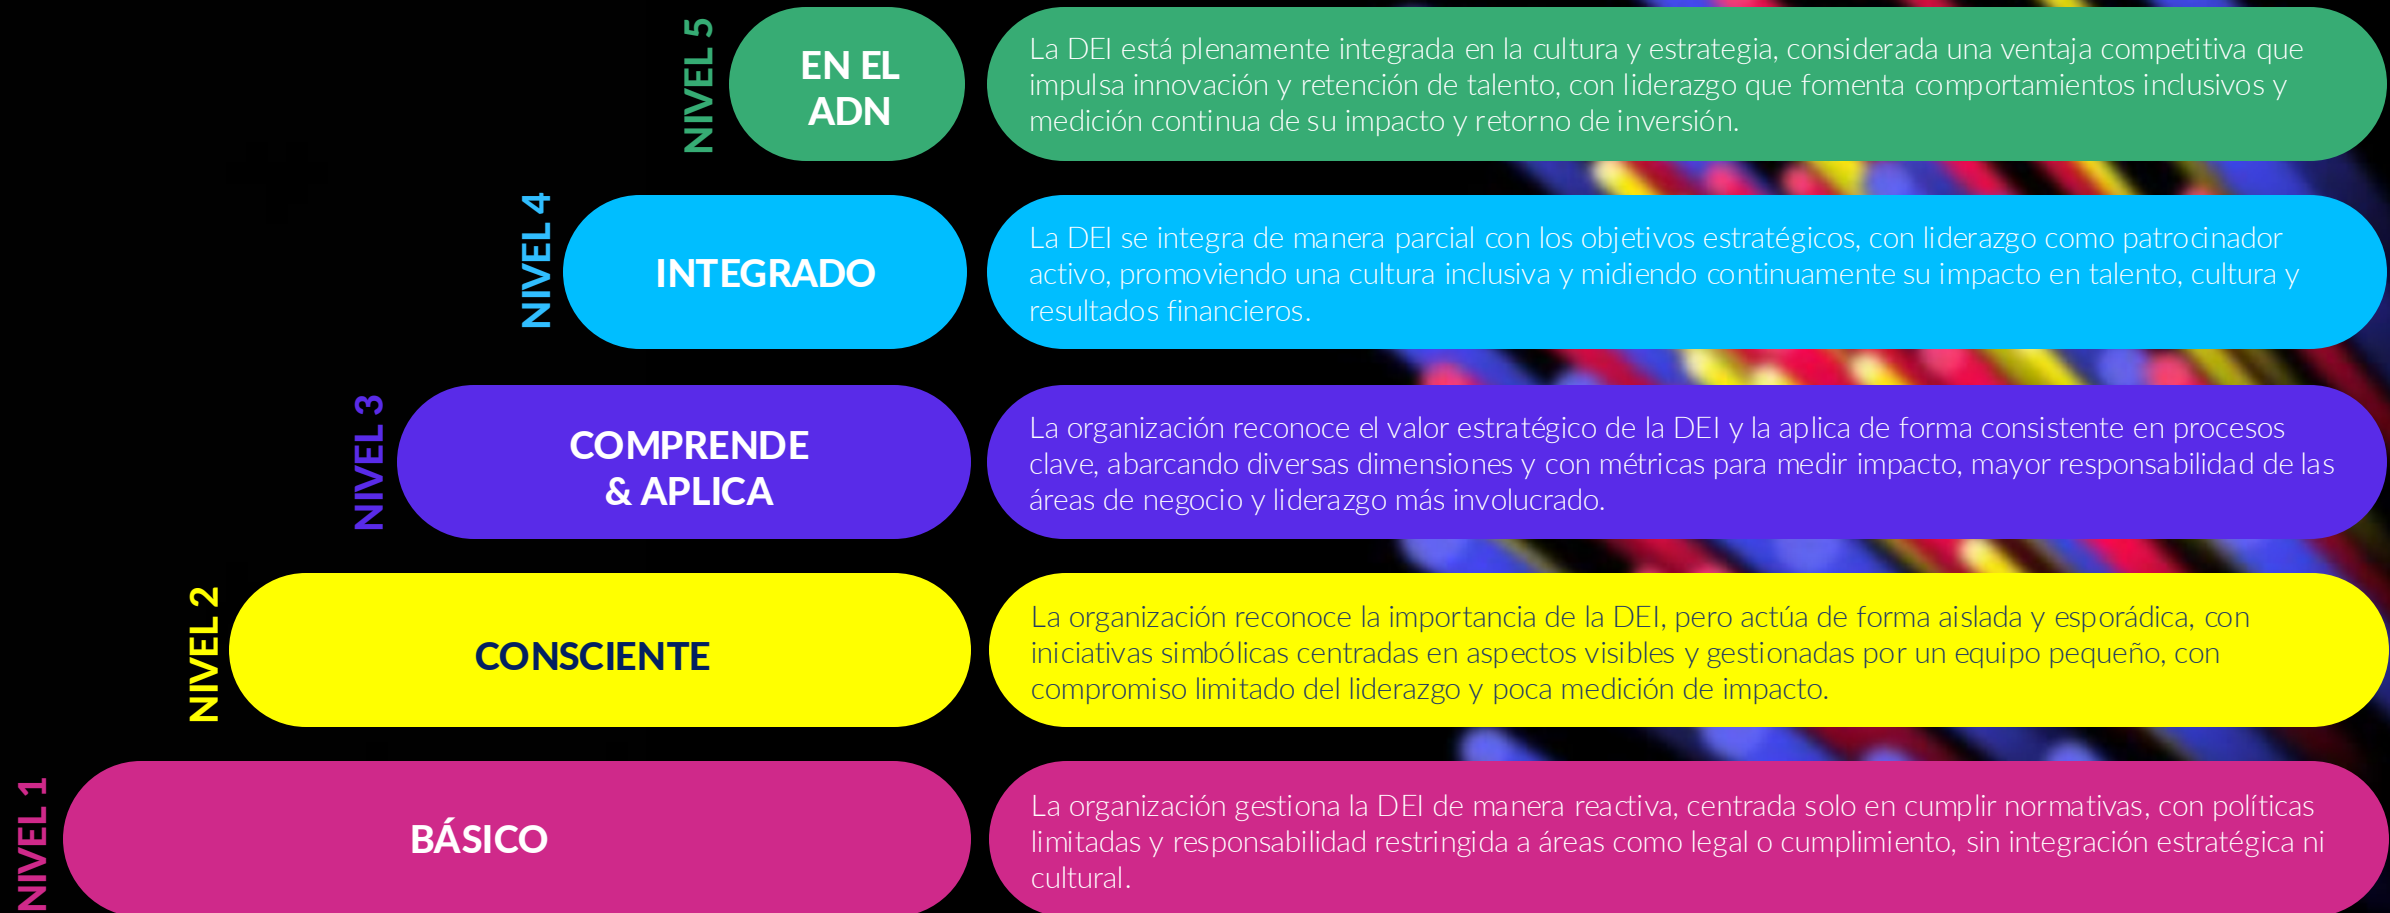 NIVEL 5
EN EL
ADN
La DEI está plenamente integrada en la cultura y estrategia, considerada una ventaja competitiva que
impulsa innovación y retención de talento, con liderazgo que fomenta comportamientos inclusivos y
medición continua de su impacto y retorno de inversión.
NIVEL 4
INTEGRADO
La DEI se integra de manera parcial con los objetivos estratégicos, con liderazgo como patrocinador
activo, promoviendo una cultura inclusiva y midiendo continuamente su impacto en talento, cultura y
resultados financieros.
NIVEL 3
COMPRENDE
& APLICA
La organización reconoce el valor estratégico de la DEI y la aplica de forma consistente en procesos
clave, abarcando diversas dimensiones y con métricas para medir impacto, mayor responsabilidad de las
áreas de negocio y liderazgo más involucrado.
NIVEL 2
CONSCIENTE
La organización reconoce la importancia de la DEI, pero actúa de forma aislada y esporádica, con
iniciativas simbólicas centradas en aspectos visibles y gestionadas por un equipo pequeño, con
compromiso limitado del liderazgo y poca medición de impacto.
NIVEL 1
BÁSICO
La organización gestiona la DEI de manera reactiva, centrada solo en cumplir normativas, con políticas
limitadas y responsabilidad restringida a áreas como legal o cumplimiento, sin integración estratégica ni
cultural.